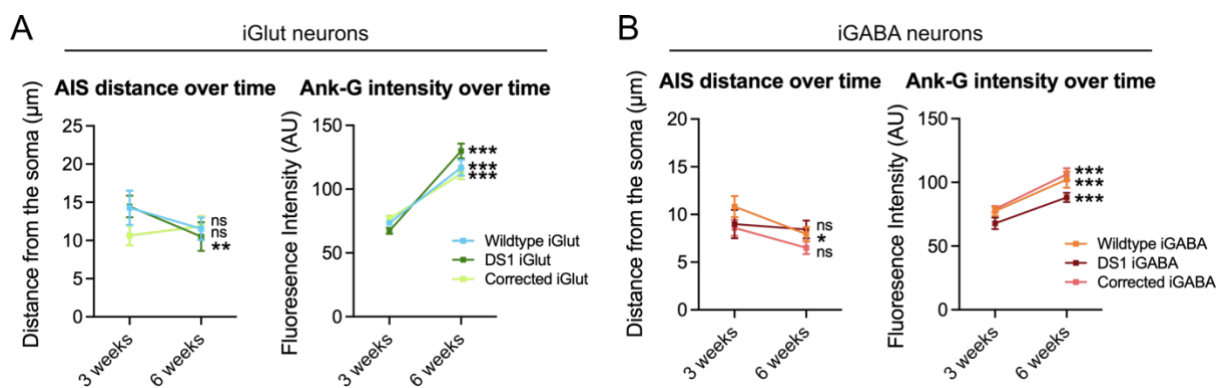 A
iGlut neurons
AIS distance over time
Distance from the soma (µm)
25
20
15
10
5
0
ns
ns
**
3 weeks
6 weeks
Ank-G intensity over time
Fluoresence Intensity (AU)
150
100
50
0
***
***
***
Wildtype iGlut
DS1 iGlut
Corrected iGlut
3 weeks
6 weeks
B
iGABA neurons
AIS distance over time
Distance from the soma (µm)
20
15
10
5
0
ns
*
ns
3 weeks
6 weeks
Ank-G intensity over time
Fluoresence Intensity (AU)
150
100
50
0
***
***
***
Wildtype iGABA
DS1 iGABA
Corrected iGABA
3 weeks
6 weeks